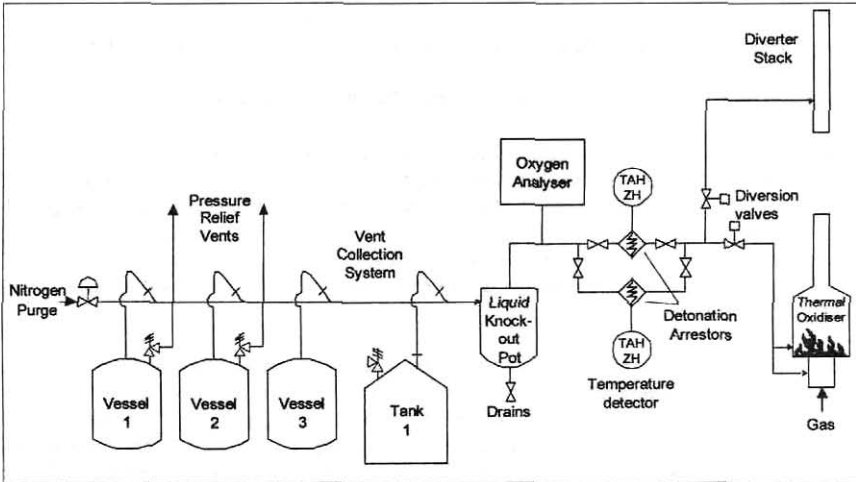 Diverter
Stack
Oxygen
Analyser
TAH
ZH
Diversion
valves
Pressure
Relief
Vents
Vent
Collection
System
Nitrogen
Purge
Liquid
Knock-
out
Pot
Detonation
Arrestors
Thermal
Oxidiser
TAH
ZH
Vessel
1
Vessel
2
Vessel
3
Tank
1
Drains
Temperature
detector
Gas